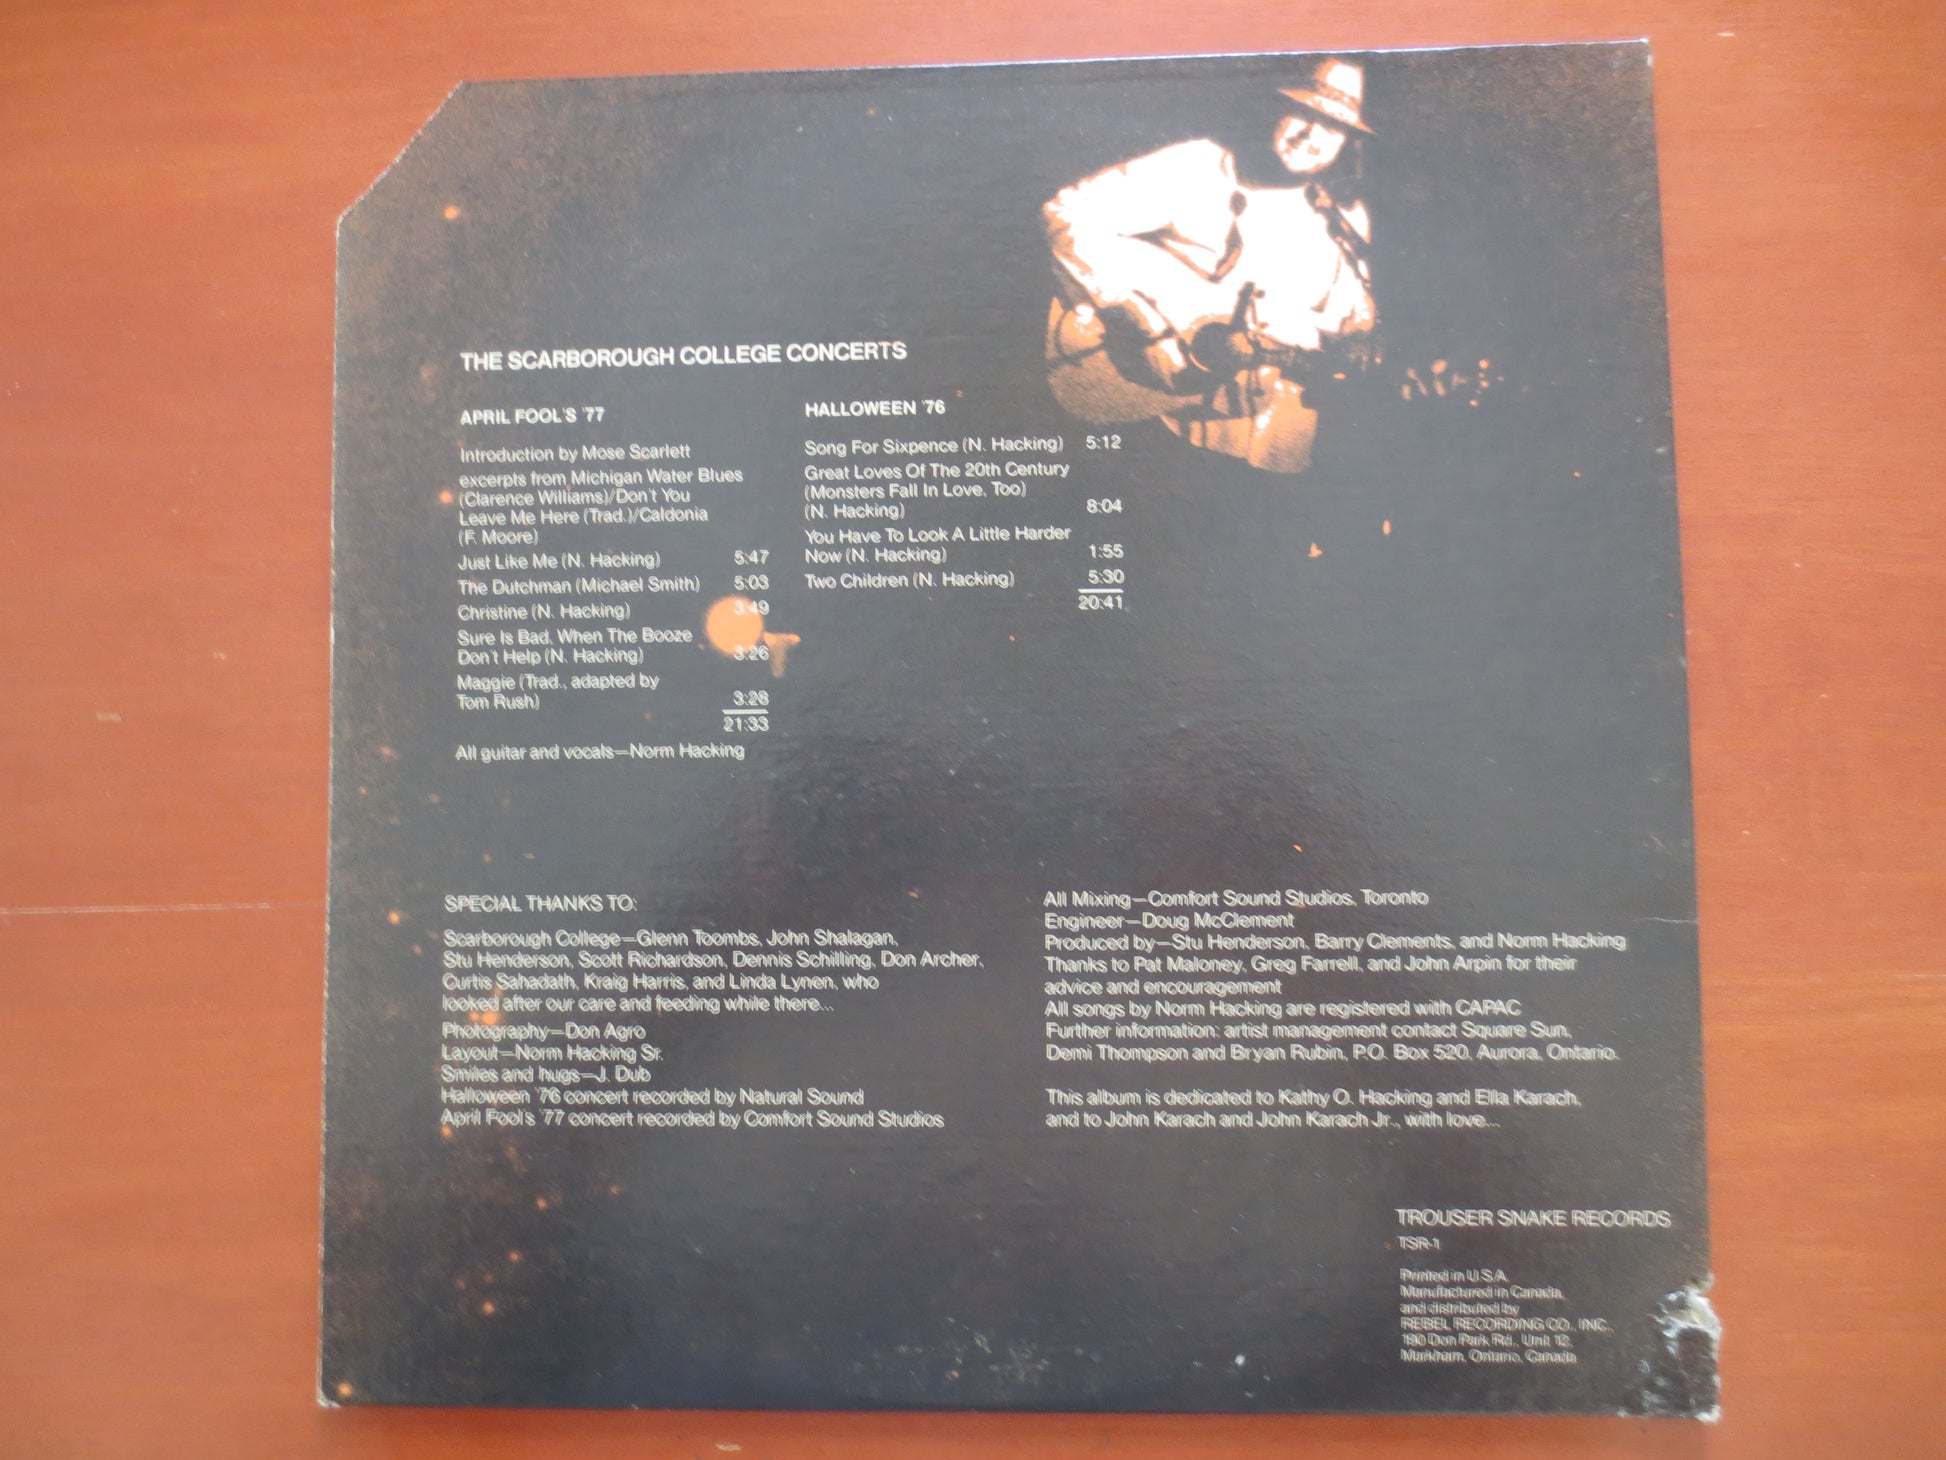 THE SCARBOROUGH COLLEGE CONCERTS
APRIL FOOL'S '77
Introduction by Mose Scarlett
excerpts from Michigan Water Blues
(Clarence Williams)/Don't You
Leave Me Here (Trad.)/Caldonia
(F. Moore)
Just Like Me (N. Hacking) 5:47
The Dutchman (Michael Smith) 5:03
Christine (N. Hacking) 3:49
Sure Is Bad, When The Booze
Don't Help (N. Hacking) 3:26
Maggie (Trad., adapted by
Tom Rush) 3:28
21:33
All guitar and vocals—Norm Hacking
HALLOWEEN '76
Song For Sixpence (N. Hacking) 5:12
Great Loves Of The 20th Century
(Monsters Fall In Love, Too)
(N. Hacking) 8:04
You Have To Look A Little Harder
Now (N. Hacking) 1:55
Two Children (N. Hacking) 5:30
20:41
SPECIAL THANKS TO:
Scarborough College—Glenn Toombs, John Shalagan,
Stu Henderson, Scott Richardson, Dennis Schilling, Don Archer,
Curtis Sahadath, Kraig Harris, and Linda Lynen, who
looked after our care and feeding while there...
Photography—Don Agro
Layout—Norm Hacking Sr.
Smiles and hugs—J. Dub
Halloween '76 concert recorded by Natural Sound
April Fool's '77 concert recorded by Comfort Sound Studios
All Mixing—Comfort Sound Studios, Toronto
Engineer—Doug McClement
Produced by—Stu Henderson, Barry Clements, and Norm Hacking
Thanks to Pat Maloney, Greg Farrell, and John Arpin for their
advice and encouragement
All songs by Norm Hacking are registered with CAPAC
Further information: artist management contact Square Sun,
Demi Thompson and Bryan Rubin, P.O. Box 520, Aurora, Ontario.
This album is dedicated to Kathy O. Hacking and Ella Karach,
and to John Karach and John Karach Jr., with love...
TROUSER SNAKE RECORDS
TSR-1
Printed in U.S.A.
Manufactured in Canada,
and distributed by
REBEL RECORDING CO., INC.,
190 Don Park Rd., Unit 12,
Markham, Ontario, Canada